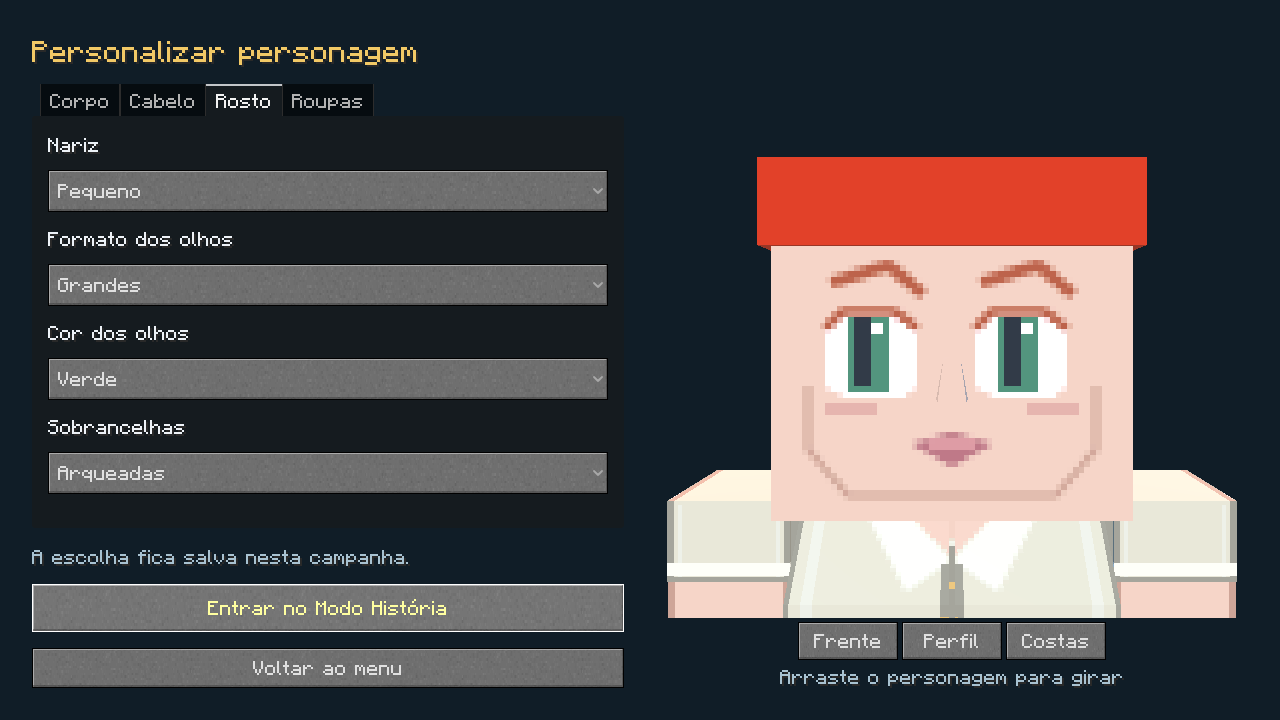 Personalizar personagem
Corpo Cabelo Rosto Roupas
Nariz
Pequeno
Formato dos olhos
Grandes
Cor dos olhos
Verde
Sobrancelhas
Arqueadas
A escolha fica salva nesta campanha.
Entrar no Modo História
Voltar ao menu
Frente Perfil Costas
Arraste o personagem para girar